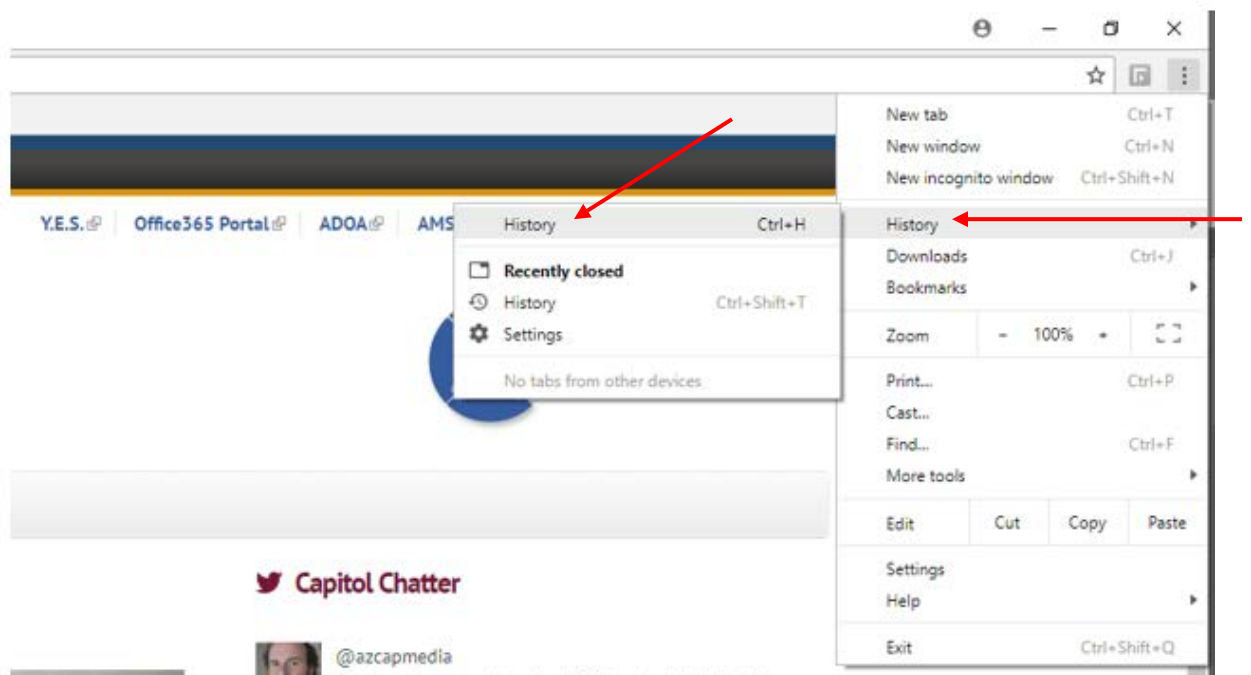 New tab Ctrl+T
New window Ctrl+N
New incognito window Ctrl+Shift+N
Y.E.S. Office365 Portal ADOA AMS
History Ctrl+H
History
Recently closed
History Ctrl+Shift+T
Settings
No tabs from other devices
Downloads Ctrl+J
Bookmarks
Zoom - 100% +
Print... Ctrl+P
Cast...
Find... Ctrl+F
More tools
Edit Cut Copy Paste
Settings
Help
Exit Ctrl+Shift+Q
Capitol Chatter
@azcapmedia